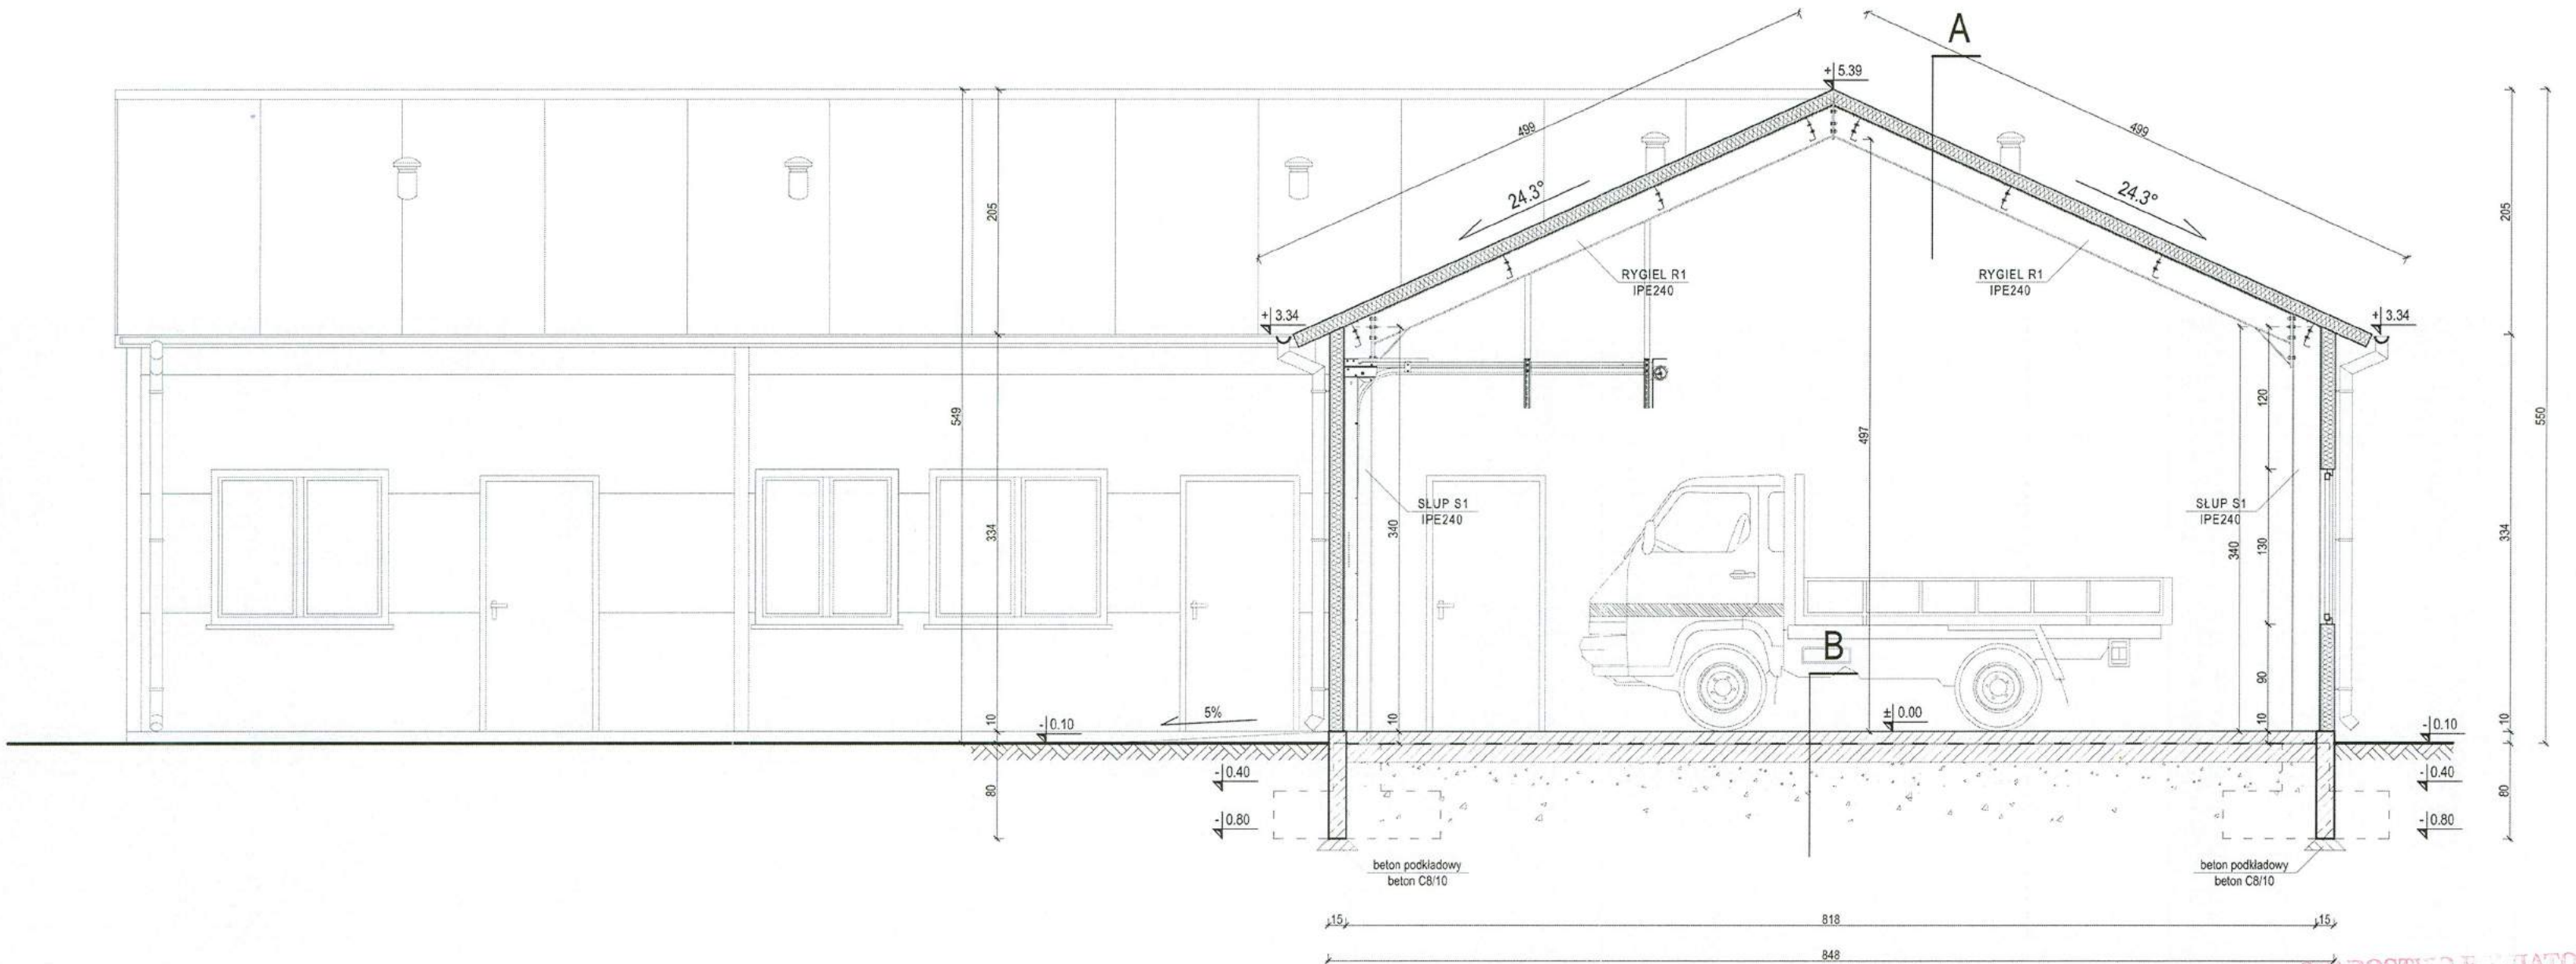 A
+ 5.39
499
499
24.3°
24.3°
205
205
RYGIEL R1
IPE240
RYGIEL R1
IPE240
+ 3.34
+ 3.34
549
497
120
550
SŁUP S1
IPE240
SŁUP S1
IPE240
334
340
340
130
334
B
90
5%
- 0.10
10
10
± 0.00
10
10
- 0.10
- 0.40
- 0.40
80
80
- 0.80
- 0.80
beton podkładowy
beton C8/10
beton podkładowy
beton C8/10
15
818
15
848